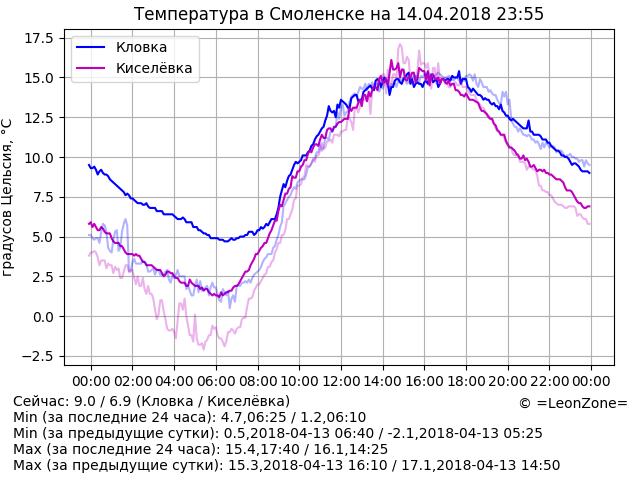 Температура в Смоленске на 14.04.2018 23:55
Кловка
Киселёвка
градусов Цельсия, °C
17.5
15.0
12.5
10.0
7.5
5.0
2.5
0.0
−2.5
00:00 02:00 04:00 06:00 08:00 10:00 12:00 14:00 16:00 18:00 20:00 22:00 00:00
Сейчас: 9.0 / 6.9 (Кловка / Киселёвка)
© =LeonZone=
Min (за последние 24 часа): 4.7,06:25 / 1.2,06:10
Min (за предыдущие сутки): 0.5,2018-04-13 06:40 / -2.1,2018-04-13 05:25
Max (за последние 24 часа): 15.4,17:40 / 16.1,14:25
Max (за предыдущие сутки): 15.3,2018-04-13 16:10 / 17.1,2018-04-13 14:50